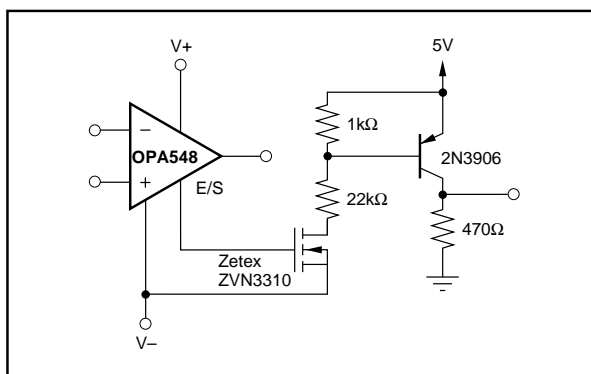 V+
5V
−
OPA548
+
E/S
1kΩ
2N3906
22kΩ
470Ω
Zetex
ZVN3310
V–